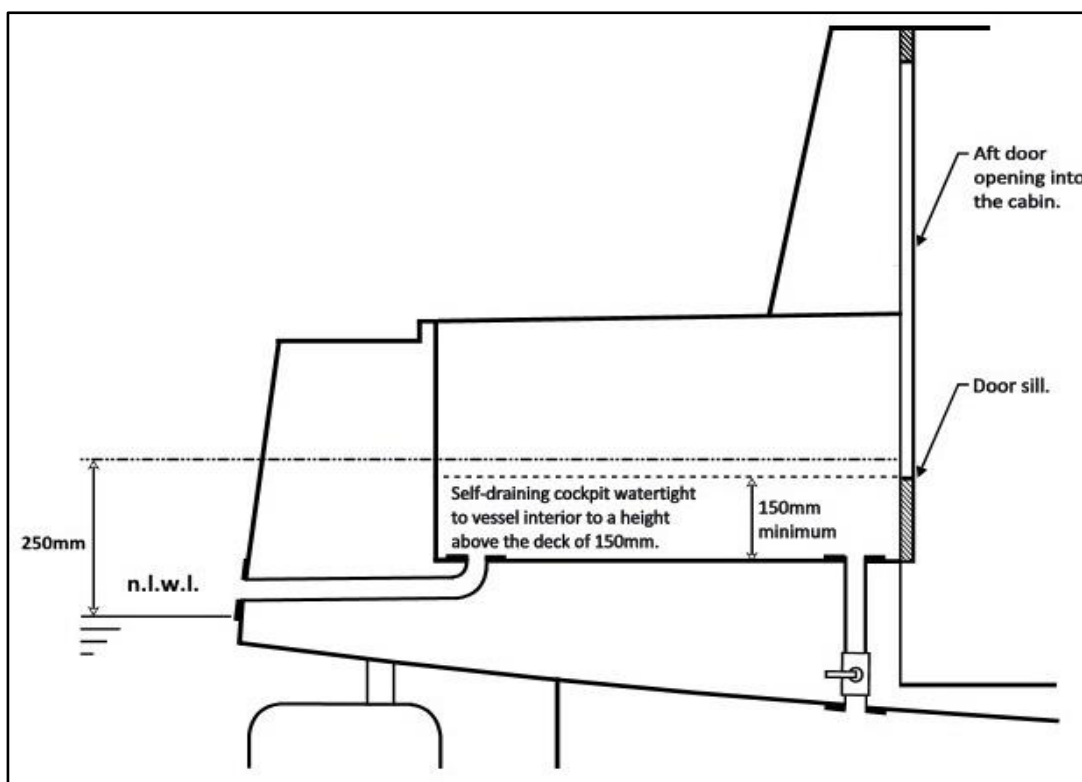 Aft door
opening into
the cabin.
Door sill.
Self-draining cockpit watertight
to vessel interior to a height
above the deck of 150mm.
150mm
minimum
250mm
n.l.w.l.